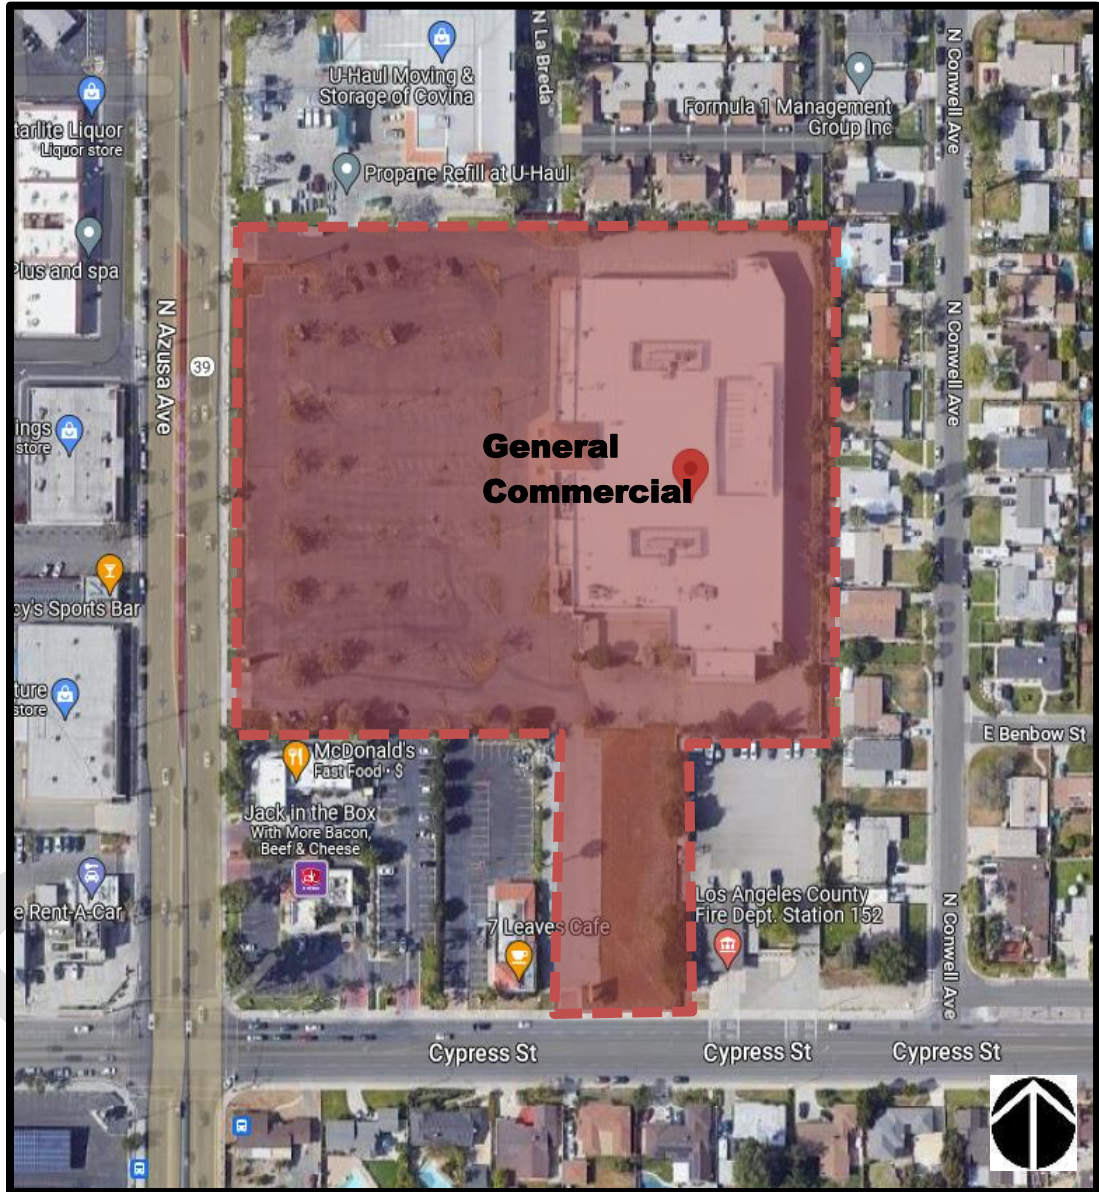 U-Haul Moving &
Storage of Covina
N La Breda
N Conwell Ave
Formula 1 Management
Group Inc
tarlite Liquor
Liquor store
Propane Refill at U-Haul
Plus and spa
N Azusa Ave
39
N Conwell Ave
ings
store
General
Commercial
cy's Sports Bar
ture
store
E Benbow St
McDonald's
Fast Food · $
Jack in the Box
With More Bacon,
Beef & Cheese
e Rent-A-Car
7 Leaves Cafe
Los Angeles County
Fire Dept. Station 152
N Conwell Ave
Cypress St
Cypress St
Cypress St